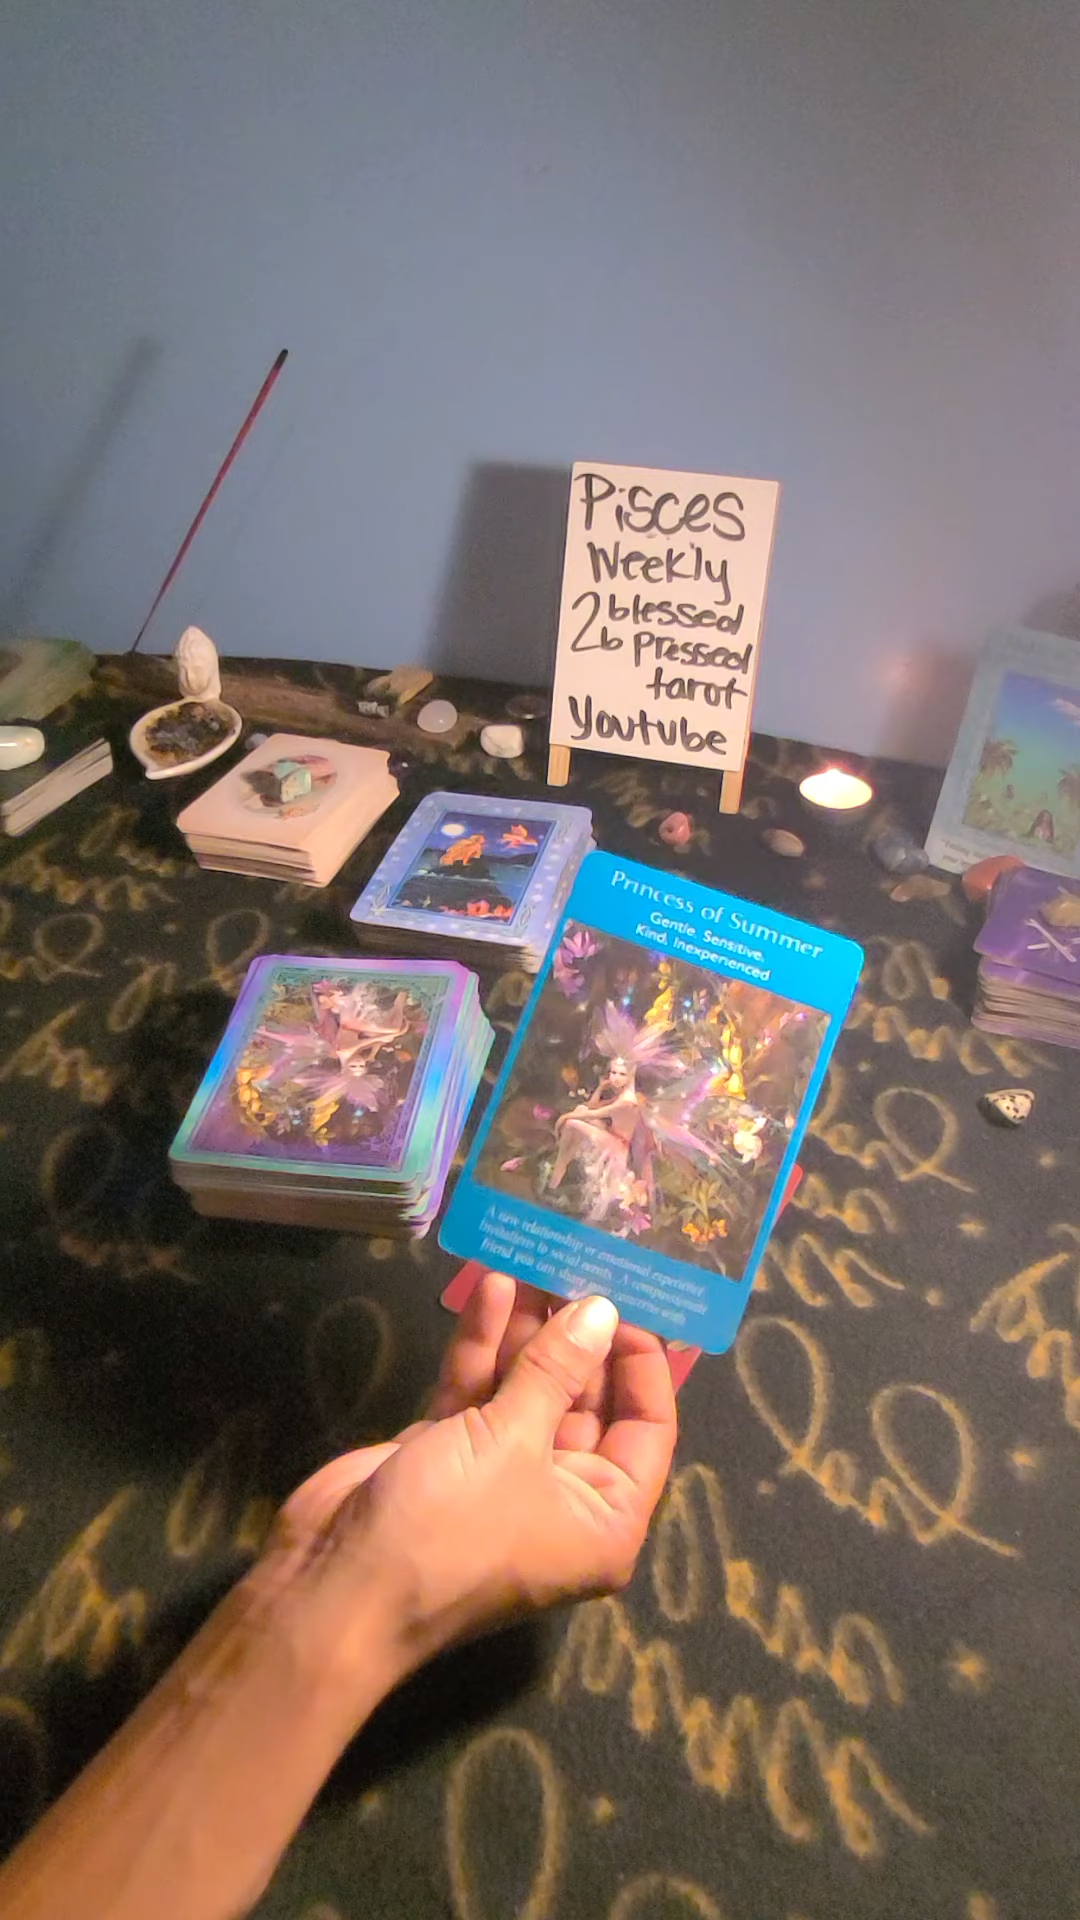 Pisces
Weekly
2 blessed
2b pressed
tarot
Youtube
Princess of Summer
Gentle, Sensitive,
Kind, Inexperienced
A new relationship or emotional experience
Invitations to social events. A compassionate
friend you can share your concerns with